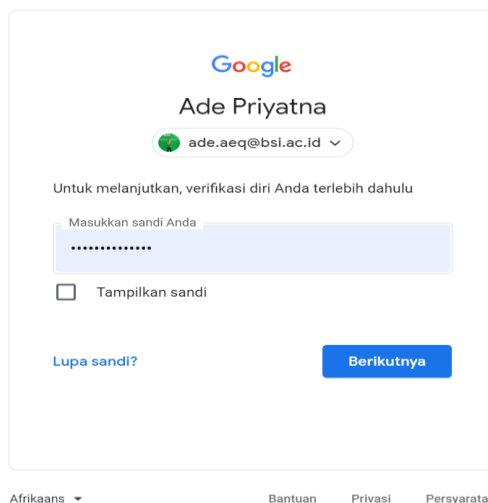 Google
Ade Priyatna
ade.aeq@bsi.ac.id
Untuk melanjutkan, verifikasi diri Anda terlebih dahulu
Masukkan sandi Anda
••••••••••••••
Tampilkan sandi
Lupa sandi? Berikutnya
Afrikaans Bantuan Privasi Persyarata